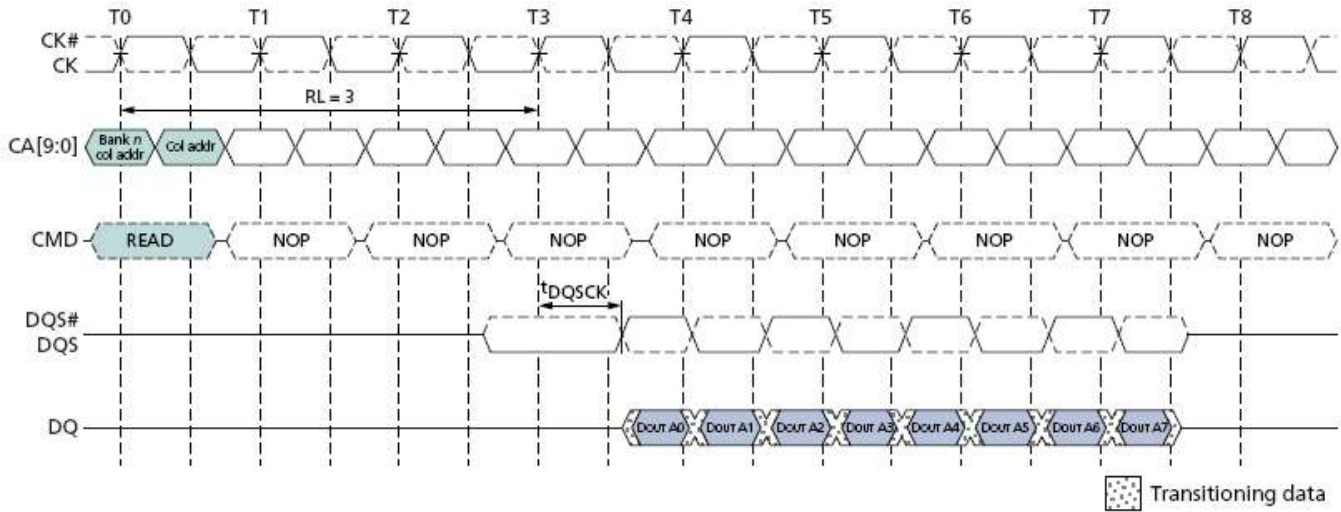 T0 T1 T2 T3 T4 T5 T6 T7 T8
CK#
CK
RL = 3
CA[9:0]
Bank n
col addr
Col addr
CMD READ NOP NOP NOP NOP NOP NOP NOP NOP
tDQSCK
DQS#
DQS
DQ DOUT A0 DOUT A1 DOUT A2 DOUT A3 DOUT A4 DOUT A5 DOUT A6 DOUT A7
Transitioning data